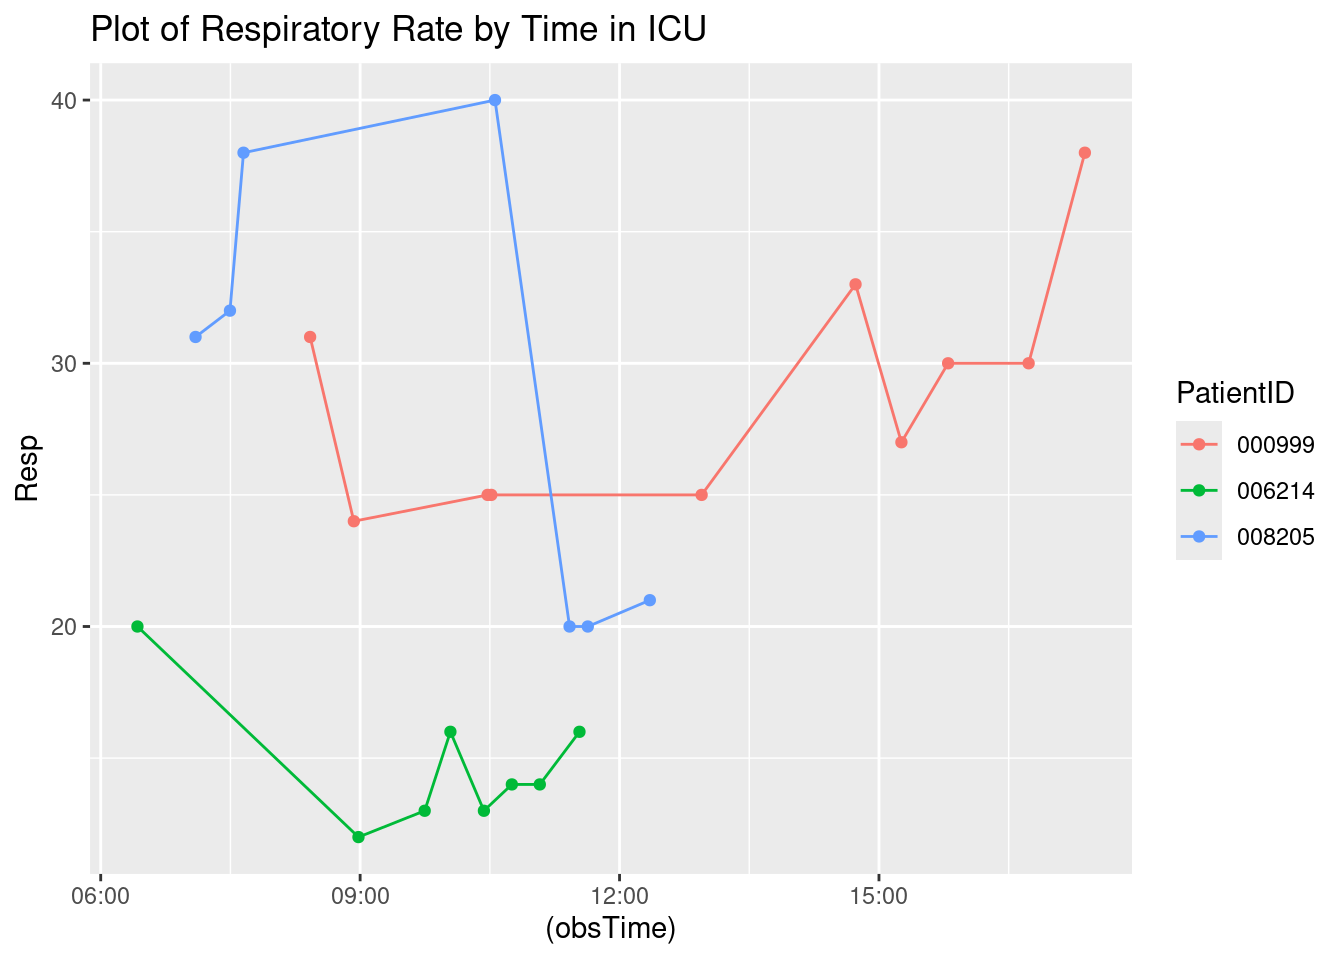 Plot of Respiratory Rate by Time in ICU
40
30
20
Resp
06:00 09:00 12:00 15:00
(obsTime)
PatientID
000999
006214
008205